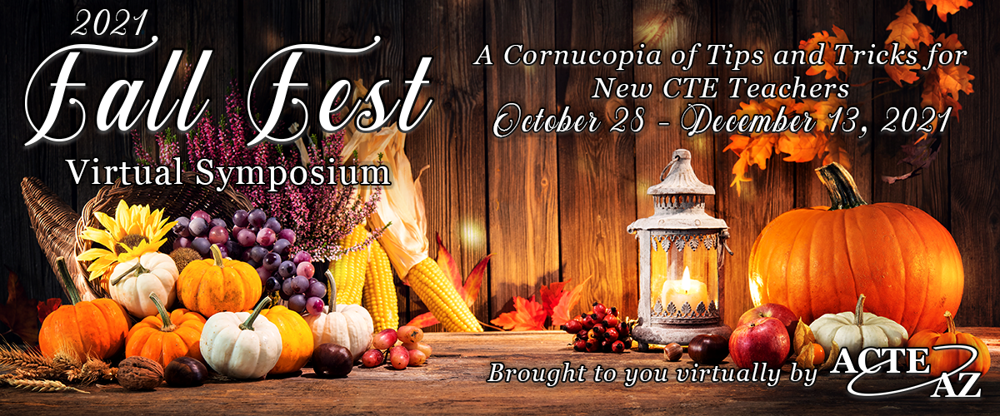 2021
Fall Fest
Virtual Symposium
A Cornucopia of Tips and Tricks for
New CTE Teachers
October 28 - December 13, 2021
Brought to you virtually by
ACTE
AZ